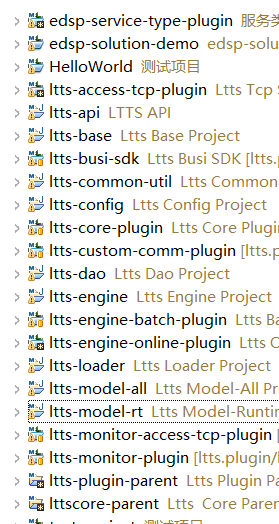 edsp-service-type-plugin 服务类
edsp-solution-demo edsp-solu
HelloWorld 测试项目
ltts-access-tcp-plugin Ltts Tcp
ltts-api LTTS API
ltts-base Ltts Base Project
ltts-busi-sdk Ltts Busi SDK [ltts.
ltts-common-util Ltts Common
ltts-config Ltts Config Project
ltts-core-plugin Ltts Core Plugin
ltts-custom-comm-plugin [ltts.p
ltts-dao Ltts Dao Project
ltts-engine Ltts Engine Project
ltts-engine-batch-plugin Ltts Ba
ltts-engine-online-plugin Ltts O
ltts-loader Ltts Loader Project
ltts-model-all Ltts Model-All Pr
ltts-model-rt Ltts Model-Runtin
ltts-monitor-access-tcp-plugin [
ltts-monitor-plugin [ltts.plugin/l
ltts-plugin-parent Ltts Plugin Pa
lttscore-parent Ltts Core Paren